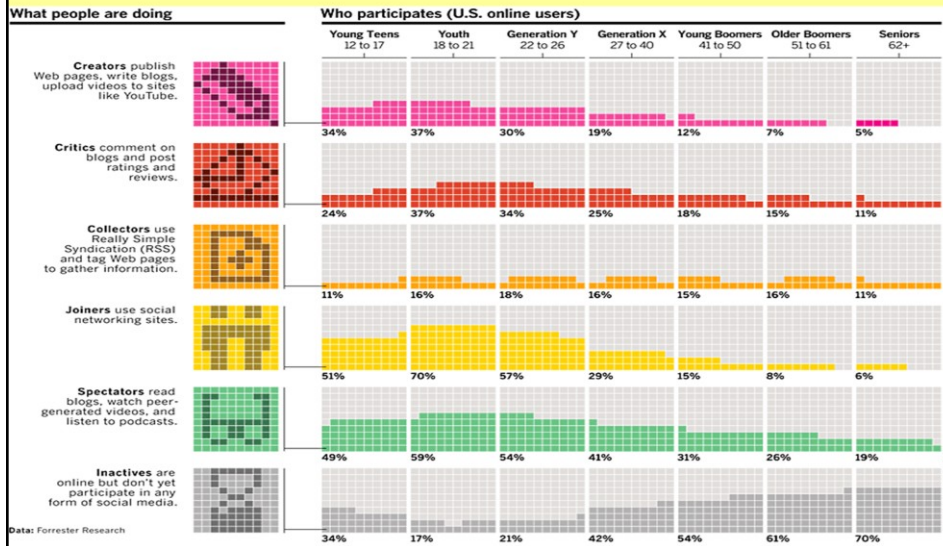 What people are doing
Who participates (U.S. online users)
Young Teens Youth Generation Y Generation X Young Boomers Older Boomers Seniors
12 to 17 18 to 21 22 to 26 27 to 40 41 to 50 51 to 61 62+
Creators publish
Web pages, write blogs,
upload videos to sites
like YouTube.
34% 37% 30% 19% 12% 7% 5%
Critics comment on
blogs and post
ratings and
reviews.
24% 37% 34% 25% 18% 15% 11%
Collectors use
Really Simple
Syndication (RSS)
and tag Web pages
to gather information.
11% 16% 18% 16% 15% 16% 11%
Joiners use social
networking sites.
51% 70% 57% 29% 15% 8% 6%
Spectators read
blogs, watch peer-
generated videos, and
listen to podcasts.
49% 59% 54% 41% 31% 26% 19%
Inactives are
online but don't yet
participate in any
form of social media.
34% 17% 21% 42% 54% 61% 70%
Data: Forrester Research